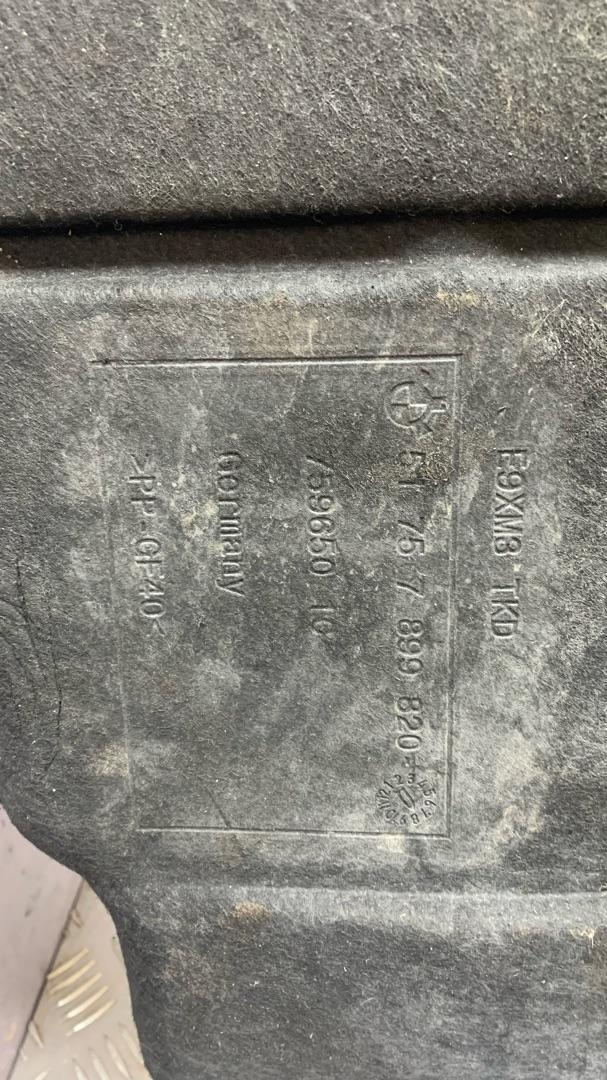 E9XM3 TKD
51 75 7 899 820-
759650 10
Germany
>PP-GF40<